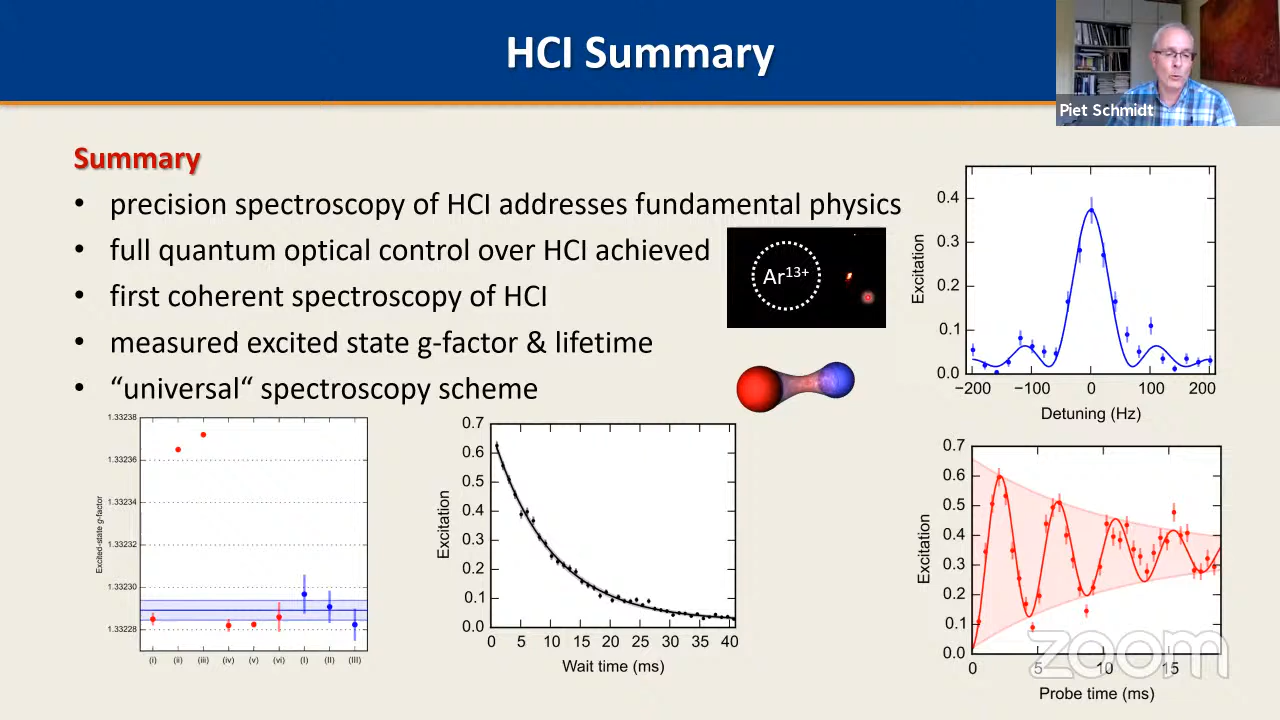 HCI Summary
Piet Schmidt
Summary
• precision spectroscopy of HCI addresses fundamental physics
• full quantum optical control over HCI achieved
• first coherent spectroscopy of HCI
• measured excited state g-factor & lifetime
• “universal“ spectroscopy scheme
Ar13+
Excitation
0.4
0.3
0.2
0.1
0.0
−200 −100 0 100 200
Detuning (Hz)
Excited-state g-factor
1.33238
1.33236
1.33234
1.33232
1.33230
1.33228
(i) (ii) (iii) (iv) (v) (vi) (I) (II) (III)
Excitation
0.7
0.6
0.5
0.4
0.3
0.2
0.1
0.0
0 5 10 15 20 25 30 35 40
Wait time (ms)
Excitation
0.7
0.6
0.5
0.4
0.3
0.2
0.1
0.0
0 5 10 15
Probe time (ms)
zoom